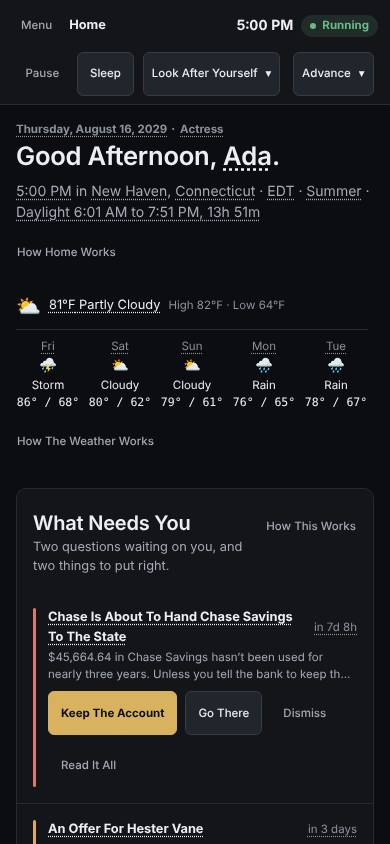 Menu Home 5:00 PM Running
Pause Sleep Look After Yourself ▾ Advance ▾
Thursday, August 16, 2029 · Actress
Good Afternoon, Ada.
5:00 PM in New Haven, Connecticut · EDT · Summer ·
Daylight 6:01 AM to 7:51 PM, 13h 51m
How Home Works
81°F Partly Cloudy High 82°F · Low 64°F
Fri Sat Sun Mon Tue
Storm Cloudy Cloudy Rain Rain
86° / 68° 80° / 62° 79° / 61° 76° / 65° 78° / 67°
How The Weather Works
What Needs You How This Works
Two questions waiting on you, and
two things to put right.
Chase Is About To Hand Chase Savings
To The State
in 7d 8h
$45,664.64 in Chase Savings hasn't been used for
nearly three years. Unless you tell the bank to keep th…
Keep The Account Go There Dismiss
Read It All
An Offer For Hester Vane in 3 days